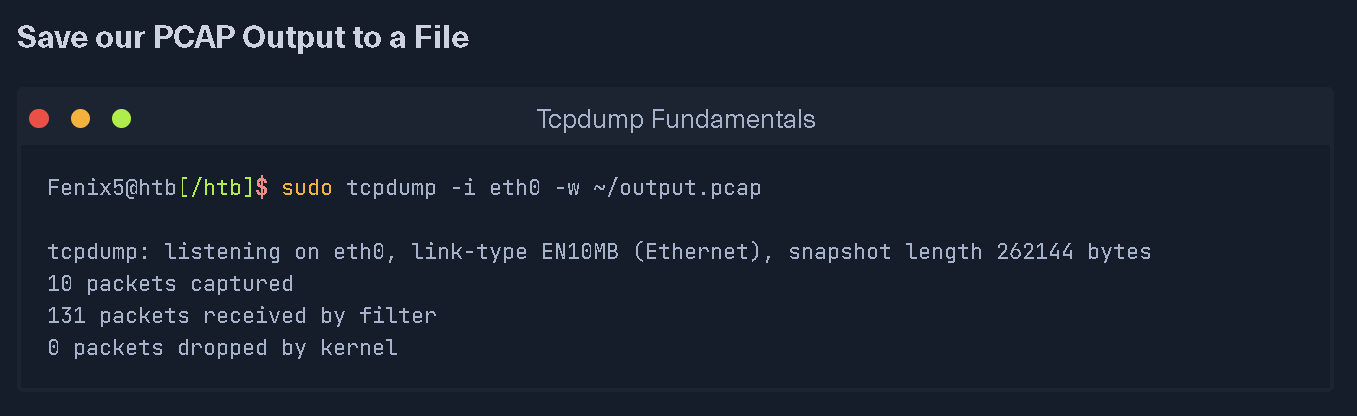 Save our PCAP Output to a File
Tcpdump Fundamentals
Fenix5@htb[/htb]$ sudo tcpdump -i eth0 -w ~/output.pcap
tcpdump: listening on eth0, link-type EN10MB (Ethernet), snapshot length 262144 bytes
10 packets captured
131 packets received by filter
0 packets dropped by kernel